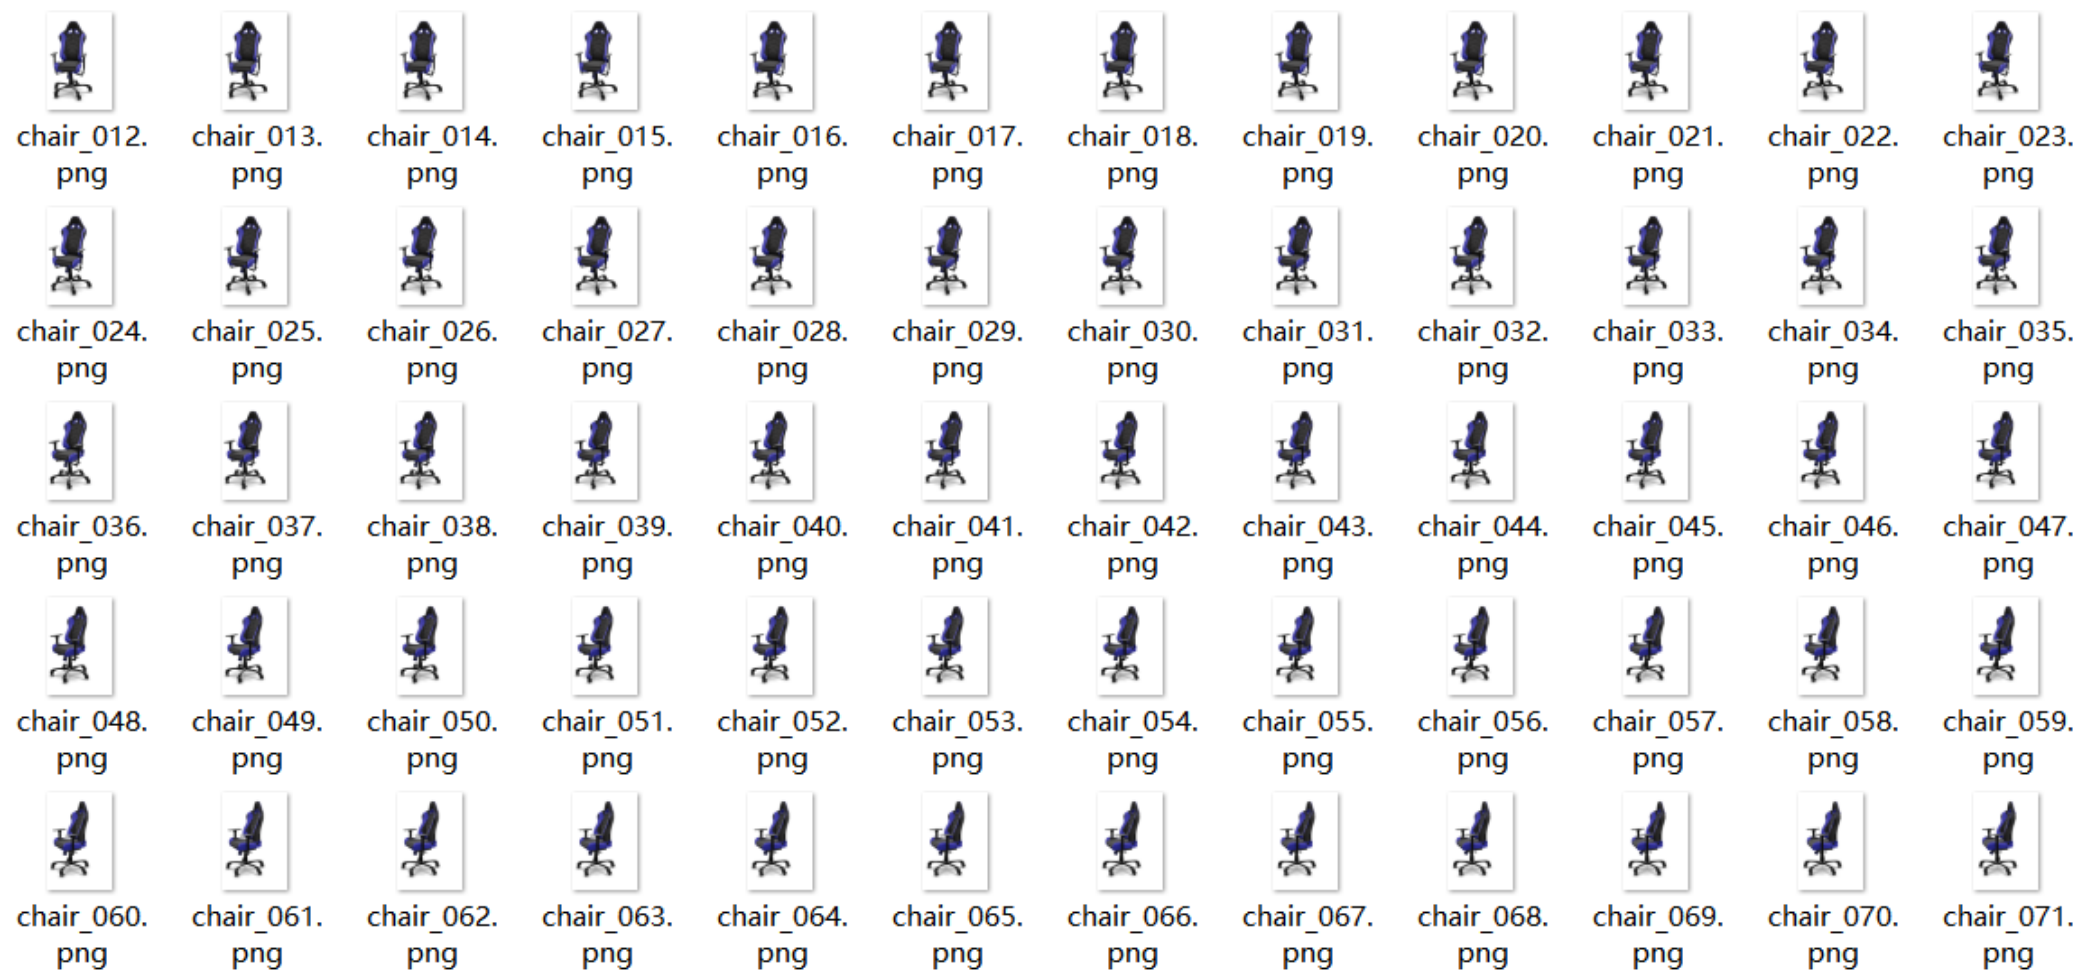 chair_012. chair_013. chair_014. chair_015. chair_016. chair_017. chair_018. chair_019. chair_020. chair_021. chair_022. chair_023.
png png png png png png png png png png png png
chair_024. chair_025. chair_026. chair_027. chair_028. chair_029. chair_030. chair_031. chair_032. chair_033. chair_034. chair_035.
png png png png png png png png png png png png
chair_036. chair_037. chair_038. chair_039. chair_040. chair_041. chair_042. chair_043. chair_044. chair_045. chair_046. chair_047.
png png png png png png png png png png png png
chair_048. chair_049. chair_050. chair_051. chair_052. chair_053. chair_054. chair_055. chair_056. chair_057. chair_058. chair_059.
png png png png png png png png png png png png
chair_060. chair_061. chair_062. chair_063. chair_064. chair_065. chair_066. chair_067. chair_068. chair_069. chair_070. chair_071.
png png png png png png png png png png png png